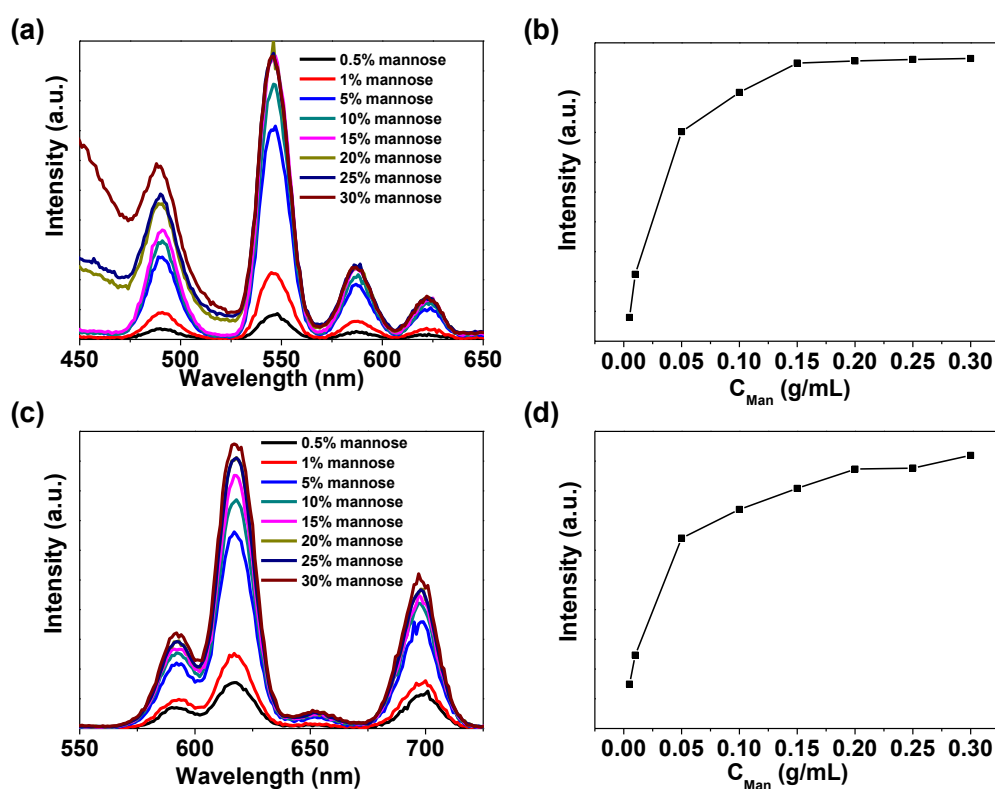 (a)
Intensity (a.u.)
0.5% mannose
1% mannose
5% mannose
10% mannose
15% mannose
20% mannose
25% mannose
30% mannose
450 500 550 600 650
Wavelength (nm)
(b)
Intensity (a.u.)
0.00 0.05 0.10 0.15 0.20 0.25 0.30
C_Man (g/mL)
(c)
Intensity (a.u.)
0.5% mannose
1% mannose
5% mannose
10% mannose
15% mannose
20% mannose
25% mannose
30% mannose
550 600 650 700
Wavelength (nm)
(d)
Intensity (a.u.)
0.00 0.05 0.10 0.15 0.20 0.25 0.30
C_Man (g/mL)